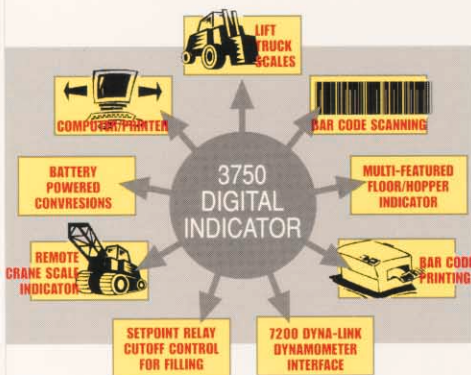 LIFT
TRUCK
SCALES
COMPUTER/PRINTER
BAR CODE SCANNING
BATTERY
POWERED
CONVRESIONS
3750
DIGITAL
INDICATOR
MULTI-FEATURED
FLOOR/HOPPER
INDICATOR
REMOTE
CRANE SCALE
INDICATOR
BAR CODE
PRINTING
SETPOINT RELAY
CUTOFF CONTROL
FOR FILLING
7200 DYNA-LINK
DYNAMOMETER
INTERFACE